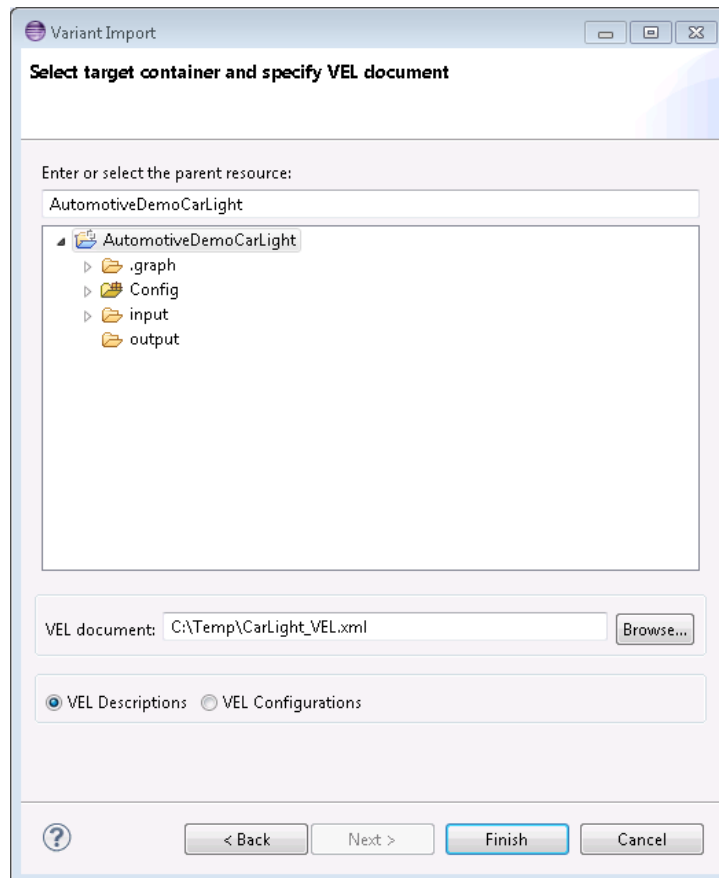 Variant Import
Select target container and specify VEL document
Enter or select the parent resource:
AutomotiveDemoCarLight
AutomotiveDemoCarLight
.graph
Config
input
output
VEL document: C:\Temp\CarLight_VEL.xml Browse...
VEL Descriptions VEL Configurations
? < Back Next > Finish Cancel